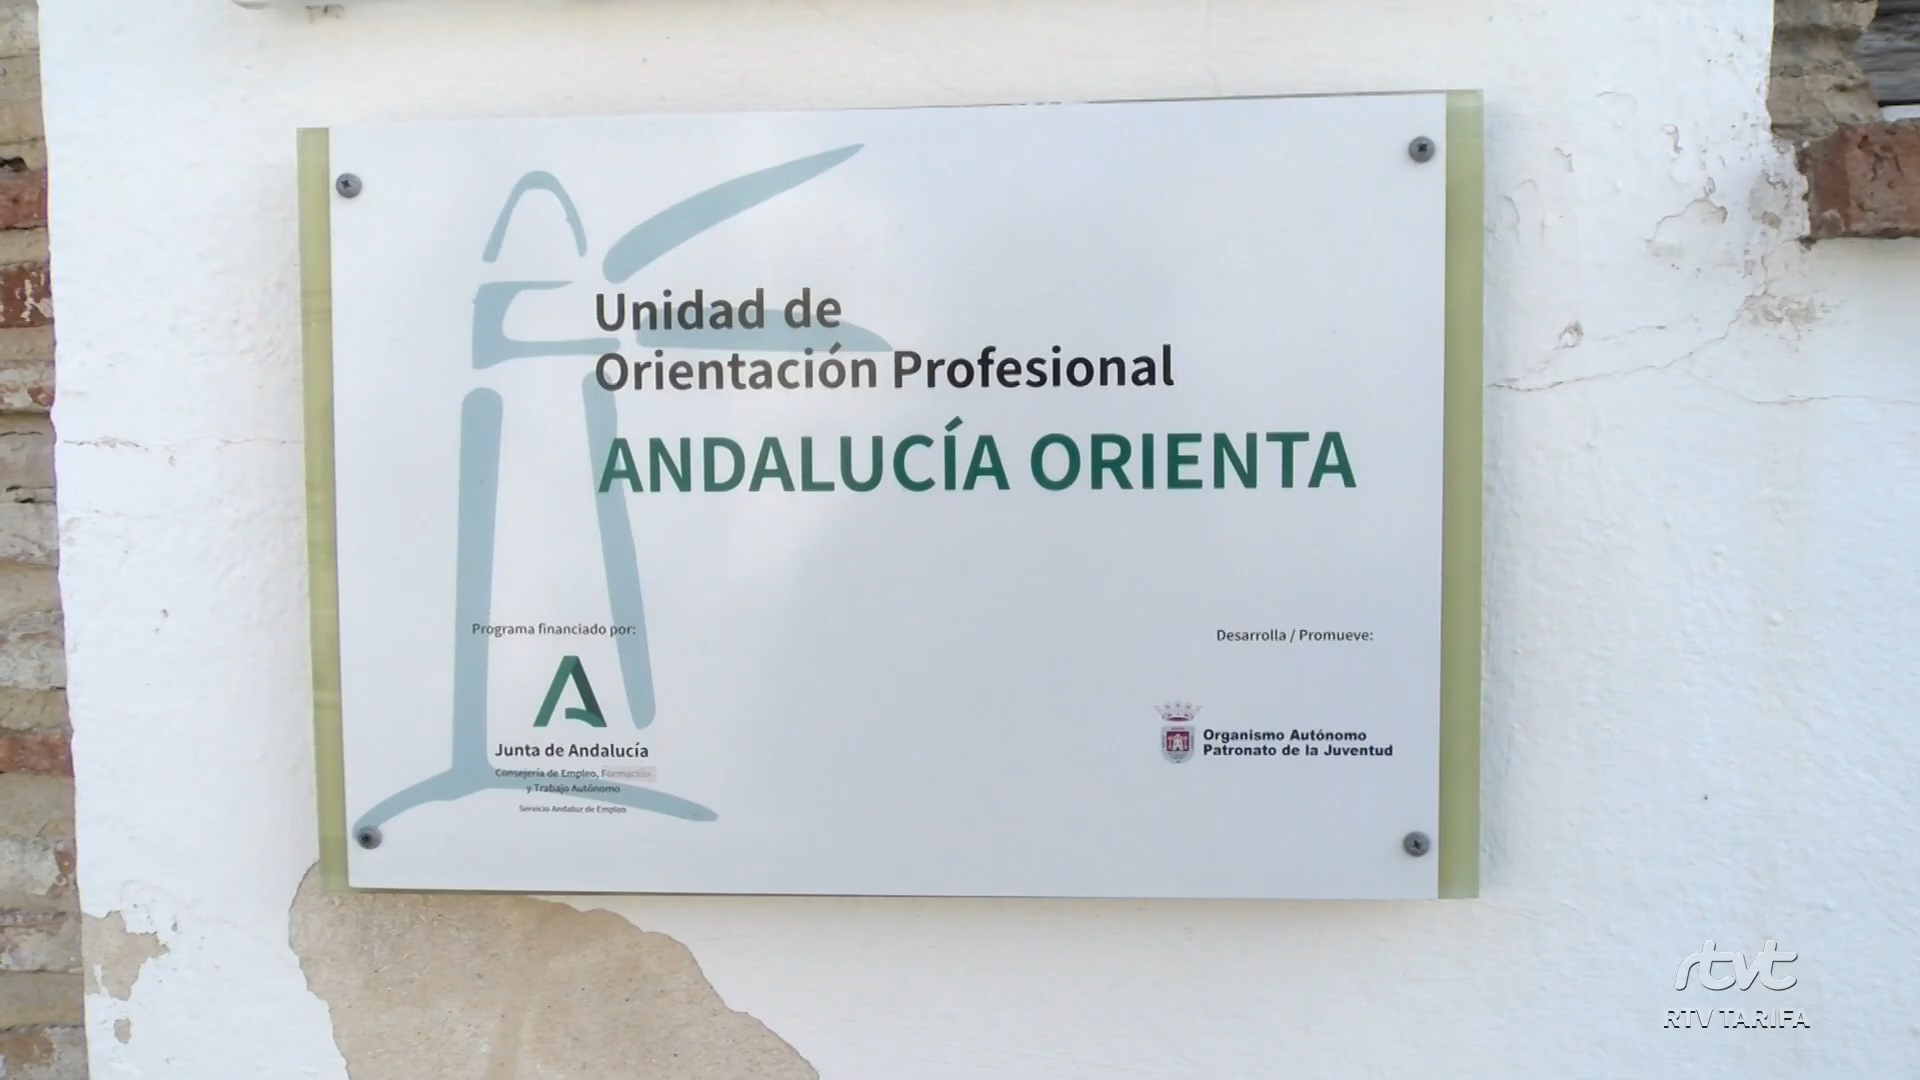 Unidad de
Orientación Profesional
ANDALUCÍA ORIENTA
Programa financiado por:
Junta de Andalucía
Consejería de Empleo, Formación
y Trabajo Autónomo
Servicio Andaluz de Empleo
Desarrolla / Promueve:
Organismo Autónomo
Patronato de la Juventud
rtvt
RTV TARIFA